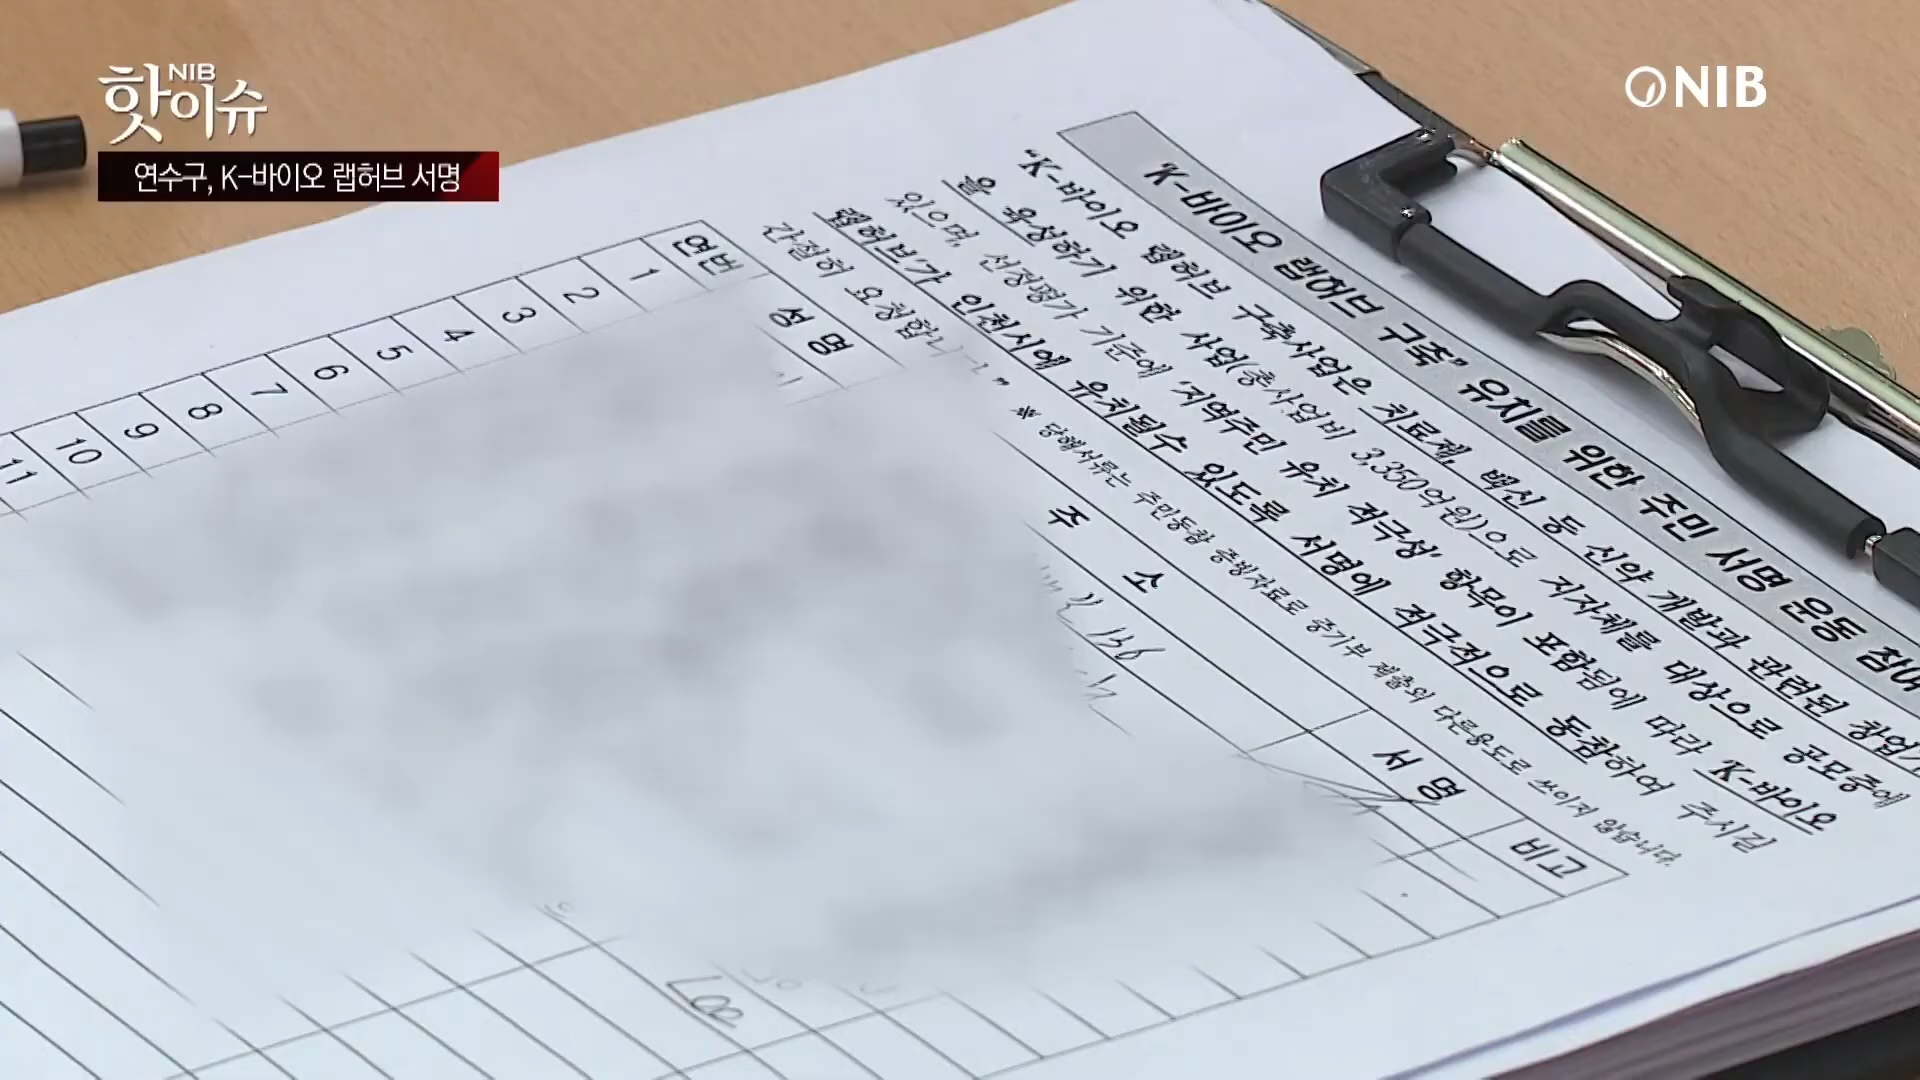 NIB
핫이슈
연수구, K-바이오 랩허브 서명
NIB
"K-바이오 랩허브 구축" 유치를 위한 주민 서명 운동 참여
"K-바이오 랩허브 구축사업은 치료제, 백신 등 신약 개발과 관련된 창업기
을 육성하기 위한 사업(총사업비 3,350억원)으로 지자체를 대상으로 공모중에
있으며, 선정평가 기준에 '지역주민 유치 적극성' 항목이 포함됨에 따라 K-바이오
랩허브'가 인천시에 유치될수 있도록 서명에 적극적으로 동참하여 주시길
간절히 요청합니
※ 당해서류는 주민동참 증빙자료로 중기부 제출외 다른용도로 쓰이지 않습니다.
연번 성 명 주 소 서 명 비고
1
2
3
4
5
6
7
8
9
10
11